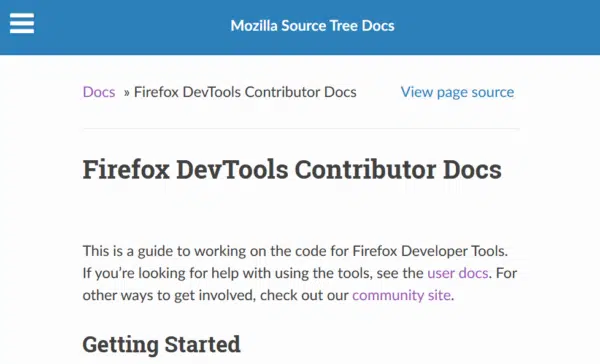 Mozilla Source Tree Docs
Docs » Firefox DevTools Contributor Docs View page source
Firefox DevTools Contributor Docs
This is a guide to working on the code for Firefox Developer Tools.
If you’re looking for help with using the tools, see the user docs. For
other ways to get involved, check out our community site.
Getting Started